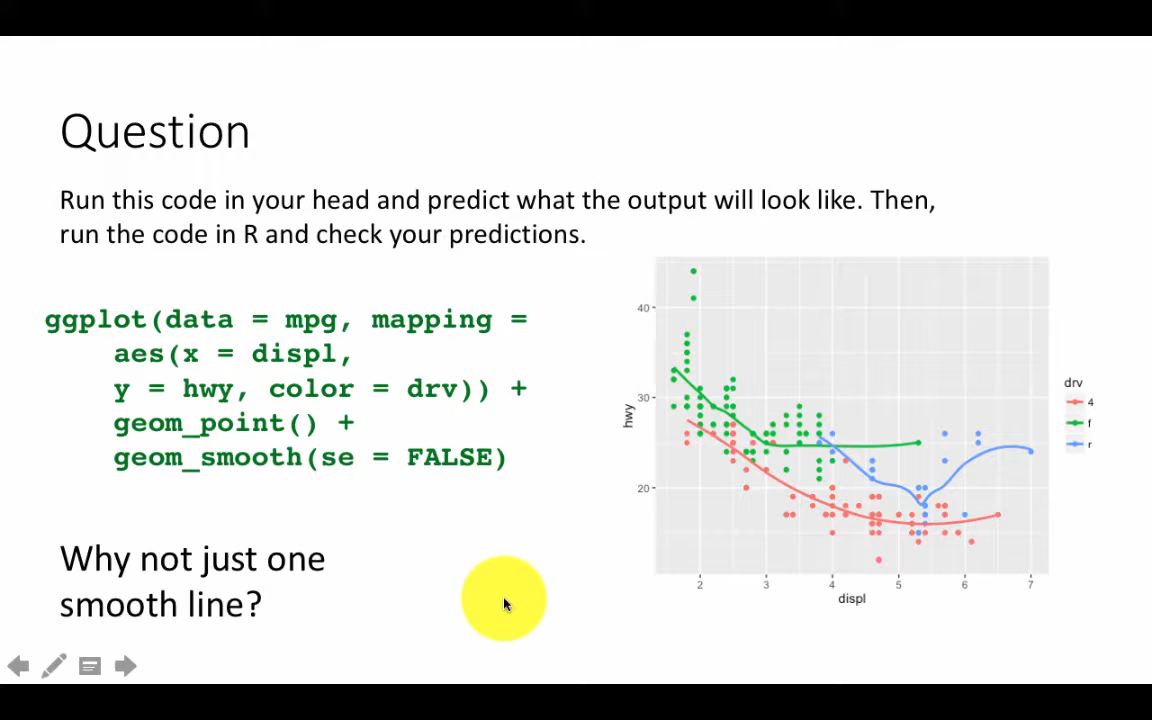 Question
Run this code in your head and predict what the output will look like. Then,
run the code in R and check your predictions.
ggplot(data = mpg, mapping =
aes(x = displ,
y = hwy, color = drv)) +
geom_point() +
geom_smooth(se = FALSE)
Why not just one
smooth line?
40
30
20
hwy
2 3 4 5 6 7
displ
drv
4
f
r